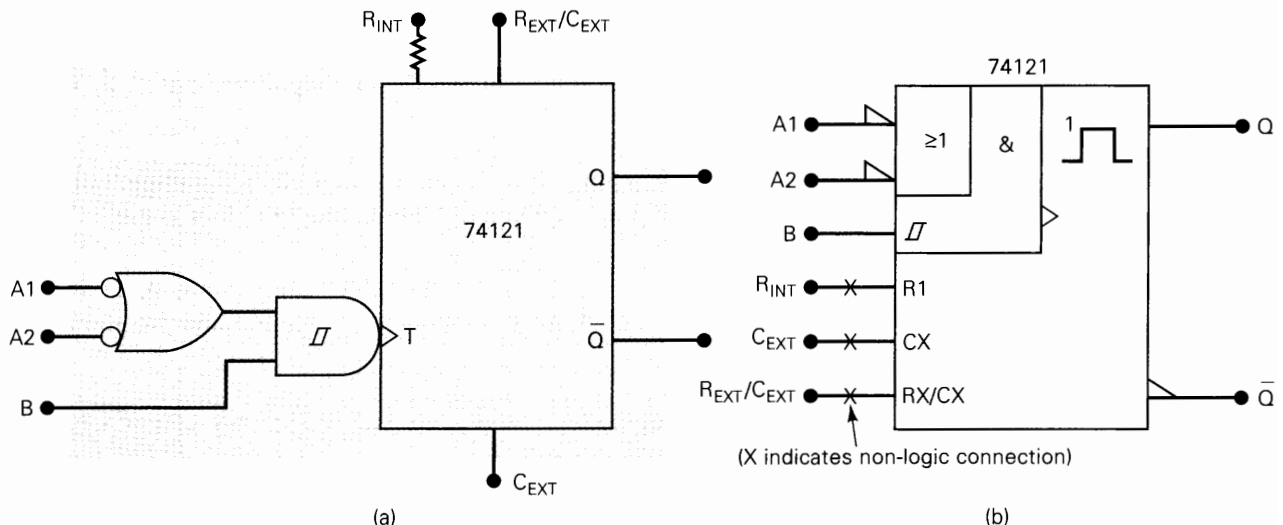 R_INT
R_EXT/C_EXT
A1
A2
B
T
74121
Q
Q̅
C_EXT
(a)
74121
A1
A2
B
R_INT
C_EXT
R_EXT/C_EXT
≥1
&
1
R1
CX
RX/CX
Q
Q̅
(X indicates non-logic connection)
(b)